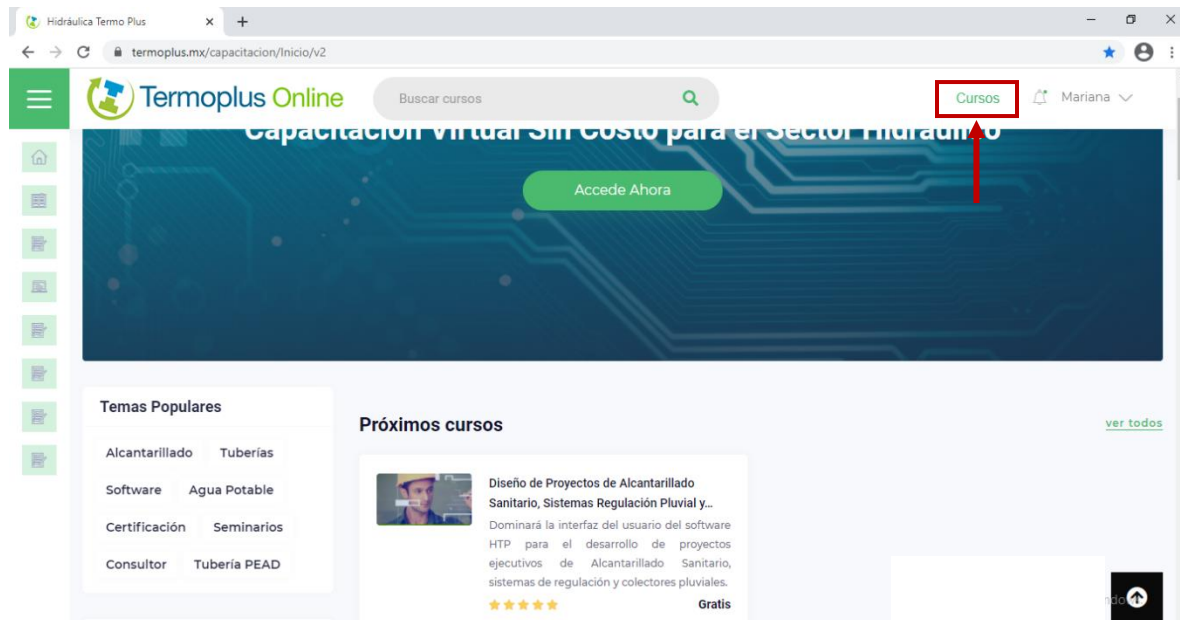 Hidráulica Termo Plus
termoplus.mx/capacitacion/Inicio/v2
Termoplus Online
Buscar cursos
Cursos
Mariana
Capacitación Virtual Sin Costo para el Sector Hidráulico
Accede Ahora
Temas Populares
Alcantarillado Tuberías
Software Agua Potable
Certificación Seminarios
Consultor Tubería PEAD
Próximos cursos
ver todos
Diseño de Proyectos de Alcantarillado
Sanitario, Sistemas Regulación Pluvial y...
Dominará la interfaz del usuario del software
HTP para el desarrollo de proyectos
ejecutivos de Alcantarillado Sanitario,
sistemas de regulación y colectores pluviales.
Gratis